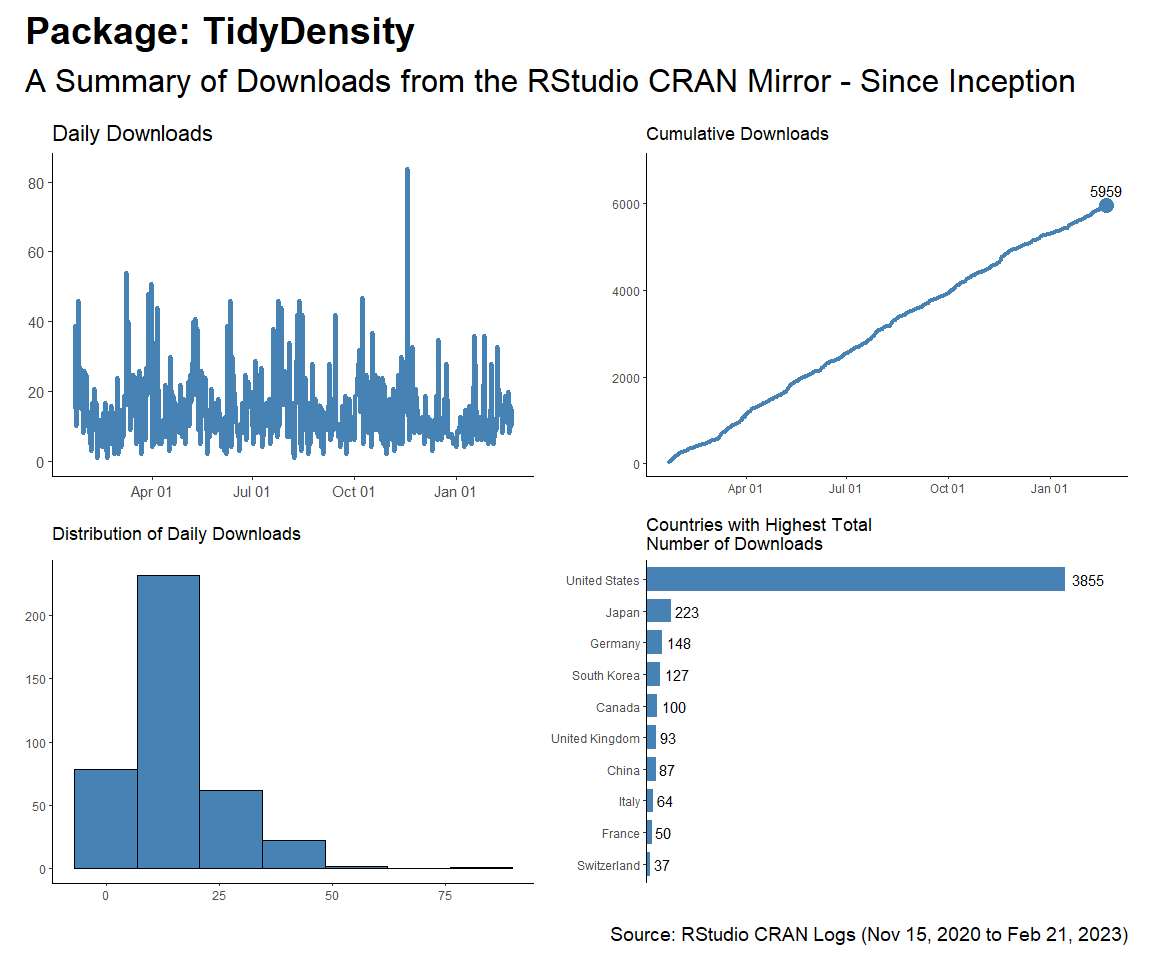 Package: TidyDensity
A Summary of Downloads from the RStudio CRAN Mirror - Since Inception
Daily Downloads
80
60
40
20
0
Apr 01
Jul 01
Oct 01
Jan 01
Cumulative Downloads
5959
6000
4000
2000
0
Apr 01
Jul 01
Oct 01
Jan 01
Distribution of Daily Downloads
200
150
100
50
0
0
25
50
75
Countries with Highest Total
Number of Downloads
United States 3855
Japan 223
Germany 148
South Korea 127
Canada 100
United Kingdom 93
China 87
Italy 64
France 50
Switzerland 37
Source: RStudio CRAN Logs (Nov 15, 2020 to Feb 21, 2023)